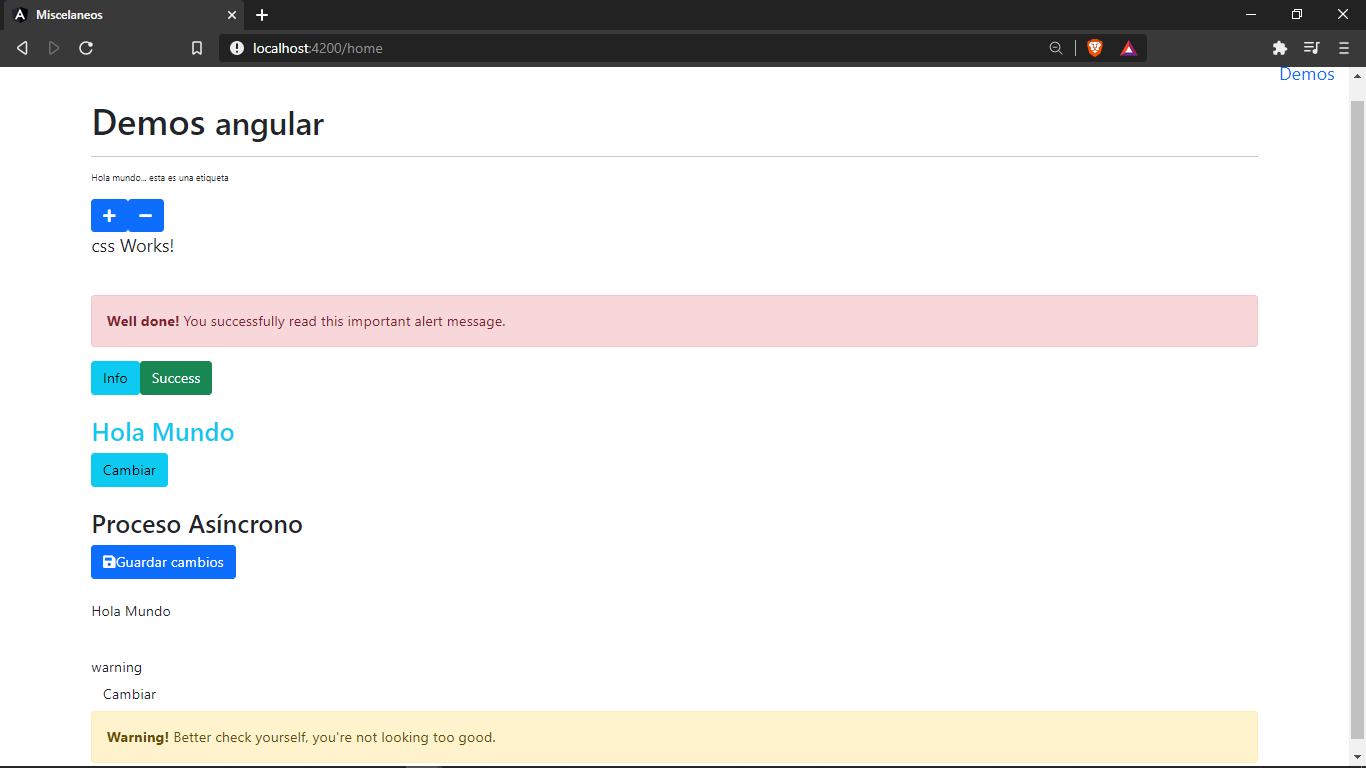 Miscelaneos
localhost:4200/home
Demos
Demos angular
Hola mundo... esta es una etiqueta
css Works!
Well done! You successfully read this important alert message.
Info Success
Hola Mundo
Cambiar
Proceso Asíncrono
Guardar cambios
Hola Mundo
warning
Cambiar
Warning! Better check yourself, you're not looking too good.